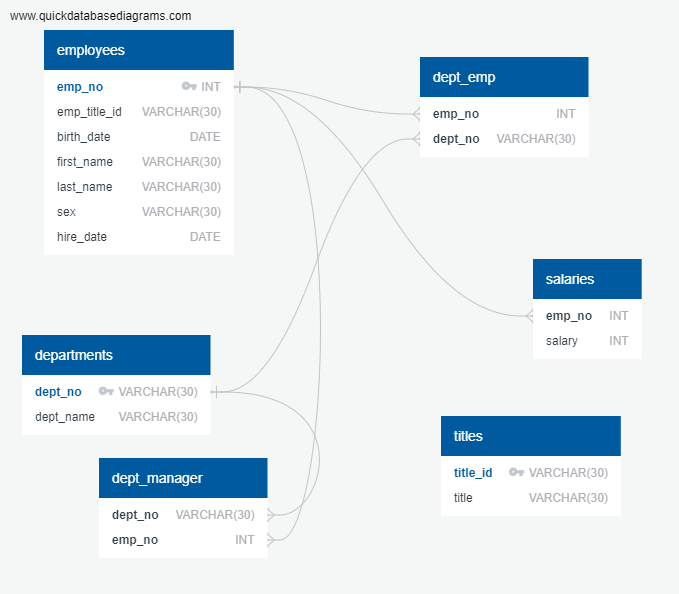 www.quickdatabasediagrams.com
employees
emp_no INT
emp_title_id VARCHAR(30)
birth_date DATE
first_name VARCHAR(30)
last_name VARCHAR(30)
sex VARCHAR(30)
hire_date DATE
dept_emp
emp_no INT
dept_no VARCHAR(30)
salaries
emp_no INT
salary INT
departments
dept_no VARCHAR(30)
dept_name VARCHAR(30)
titles
title_id VARCHAR(30)
title VARCHAR(30)
dept_manager
dept_no VARCHAR(30)
emp_no INT